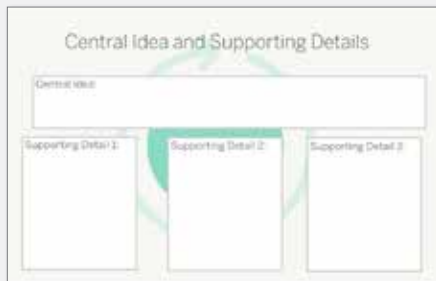 Central Idea and Supporting Details
Central Idea:
Supporting Detail 1:
Supporting Detail 2:
Supporting Detail 3: